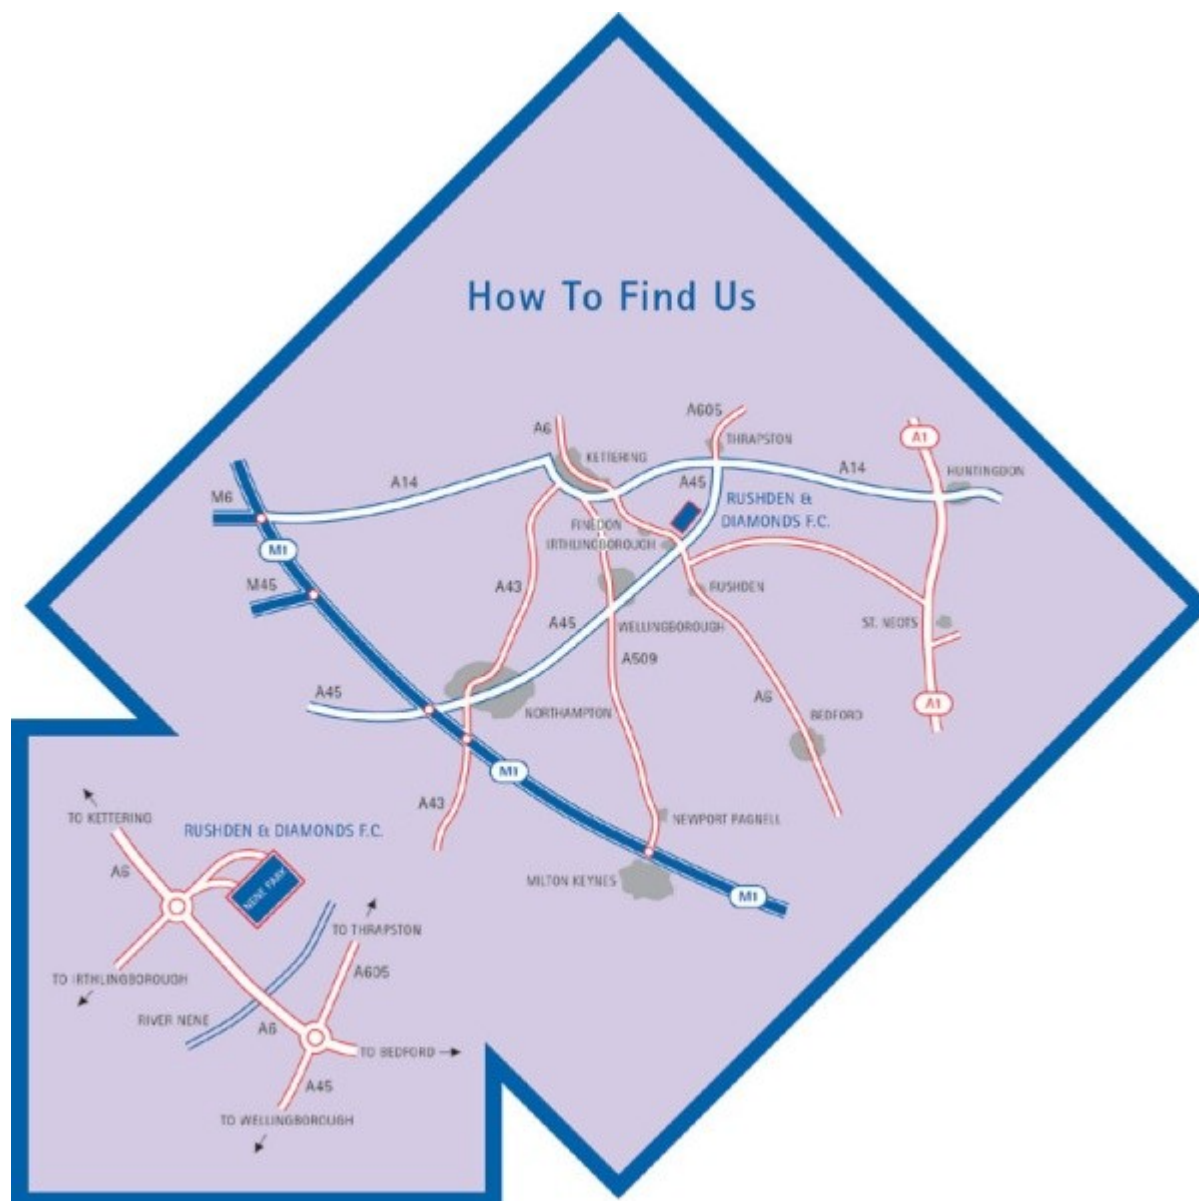 How To Find Us
A605
A6
THRAPSTON
A1
KETTERING
A14
A45
A14
HUNTINGDON
M6
RUSHDEN &
DIAMONDS F.C.
FINEDON
IRTHLINGBOROUGH
M1
M45
A43
RUSHDEN
A45
WELLINGBOROUGH
ST. NEOTS
A509
A45
A6
A1
NORTHAMPTON
BEDFORD
M1
A43
NEWPORT PAGNELL
MILTON KEYNES
M1
TO KETTERING
RUSHDEN & DIAMONDS F.C.
A6
NENE PARK
TO THRAPSTON
TO IRTHLINGBOROUGH
A605
RIVER NENE
A6
TO BEDFORD
A45
TO WELLINGBOROUGH